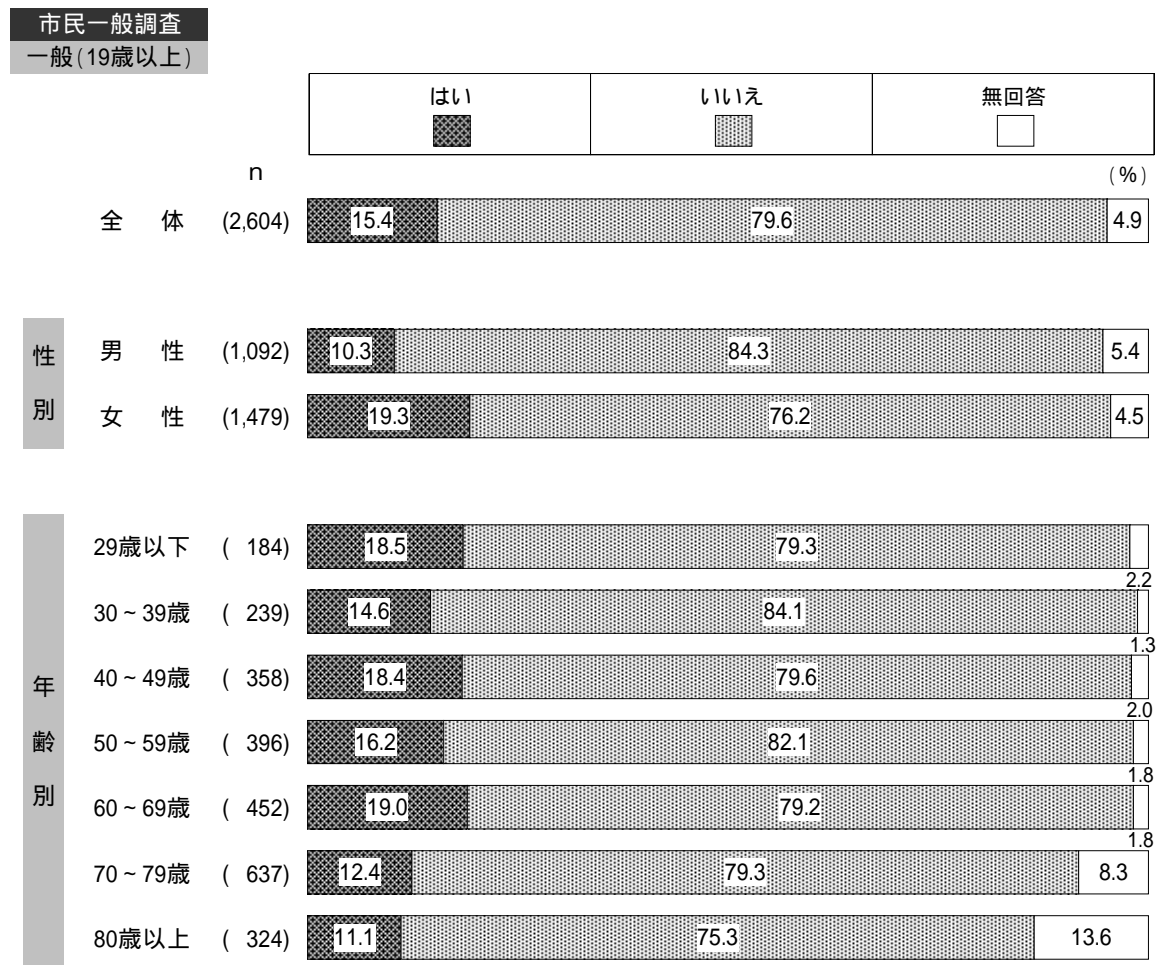 市民一般調査
一般(19歳以上)
はい いいえ 無回答
n (%)
全 体 (2,604) 15.4 79.6 4.9
性別
男 性 (1,092) 10.3 84.3 5.4
女 性 (1,479) 19.3 76.2 4.5
年齢別
29歳以下 ( 184) 18.5 79.3 2.2
30~39歳 ( 239) 14.6 84.1 1.3
40~49歳 ( 358) 18.4 79.6 2.0
50~59歳 ( 396) 16.2 82.1 1.8
60~69歳 ( 452) 19.0 79.2 1.8
70~79歳 ( 637) 12.4 79.3 8.3
80歳以上 ( 324) 11.1 75.3 13.6